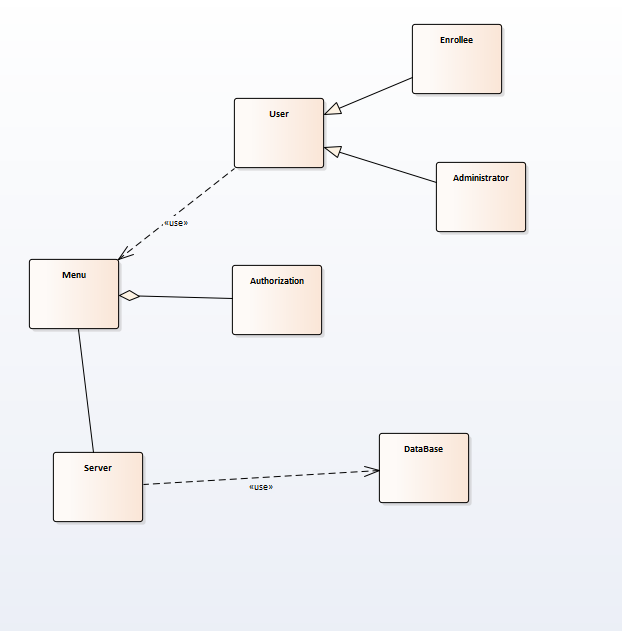 Enrollee
User
Administrator
«use»
Menu
Authorization
Server
DataBase
«use»